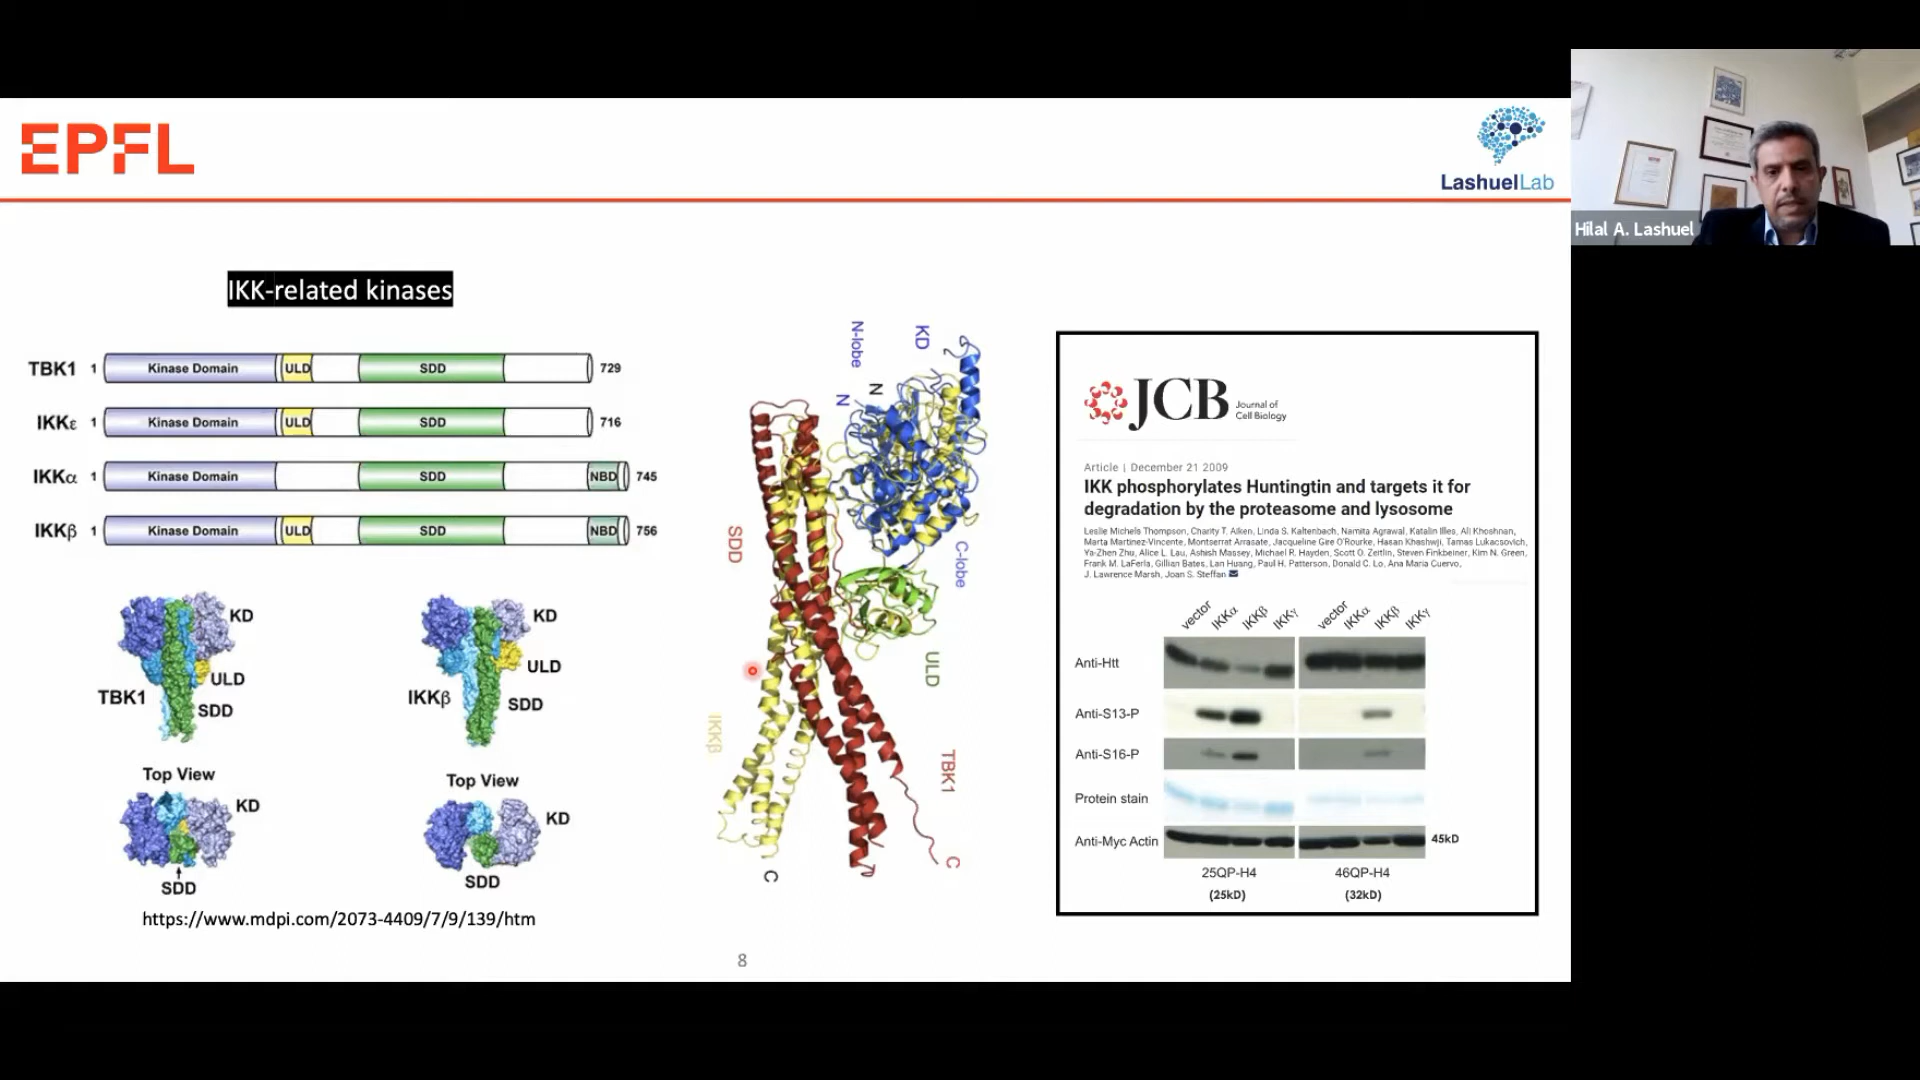 EPFL
LashuelLab
Hilal A. Lashuel
IKK-related kinases
TBK1 1 Kinase Domain ULD SDD 729
IKKε 1 Kinase Domain ULD SDD 716
IKKα 1 Kinase Domain SDD NBD 745
IKKβ 1 Kinase Domain ULD SDD NBD 756
KD
ULD
TBK1
SDD
KD
ULD
IKKβ
SDD
Top View
KD
SDD
Top View
KD
SDD
https://www.mdpi.com/2073-4409/7/9/139/htm
N-lobe
KD
N
N
SDD
C-lobe
ULD
IKKβ
TBK1
C
C
JCB Journal of
Cell Biology
Article | December 21 2009
IKK phosphorylates Huntingtin and targets it for
degradation by the proteasome and lysosome
Leslie Michels Thompson, Charity T. Aiken, Linda S. Kaltenbach, Namita Agrawal, Katalin Illes, Ali Khoshnan,
Marta Martinez-Vincente, Montserrat Arrasate, Jacqueline Gire O'Rourke, Hasan Khashwji, Tamas Lukacsovich,
Ya-Zhen Zhu, Alice L. Lau, Ashish Massey, Michael R. Hayden, Scott O. Zeitlin, Steven Finkbeiner, Kim N. Green,
Frank M. LaFerla, Gillian Bates, Lan Huang, Paul H. Patterson, Donald C. Lo, Ana Maria Cuervo,
J. Lawrence Marsh, Joan S. Steffan
vector IKKα IKKβ IKKγ vector IKKα IKKβ IKKγ
Anti-Htt
Anti-S13-P
Anti-S16-P
Protein stain
Anti-Myc Actin 45kD
25QP-H4 46QP-H4
(25kD) (32kD)
8